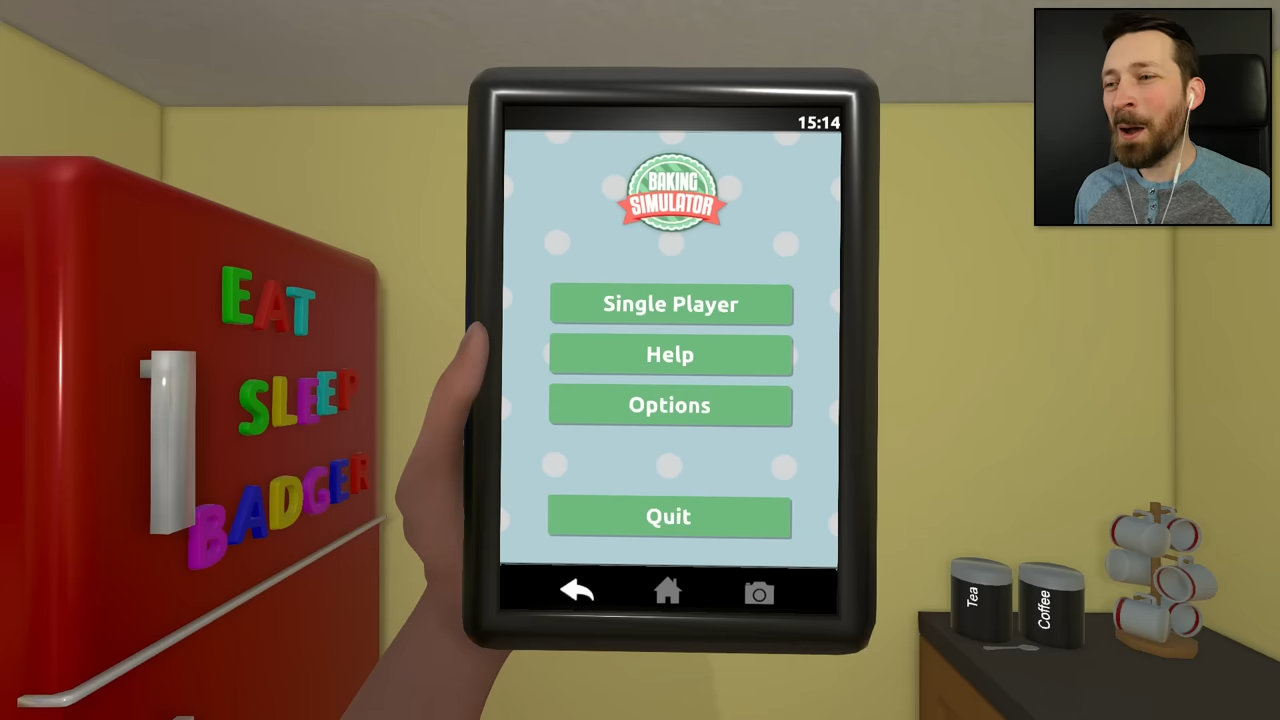 15:14
BAKING
SIMULATOR
Single Player
Help
Options
Quit
EAT
SLEEP
BADGER
Tea
Coffee